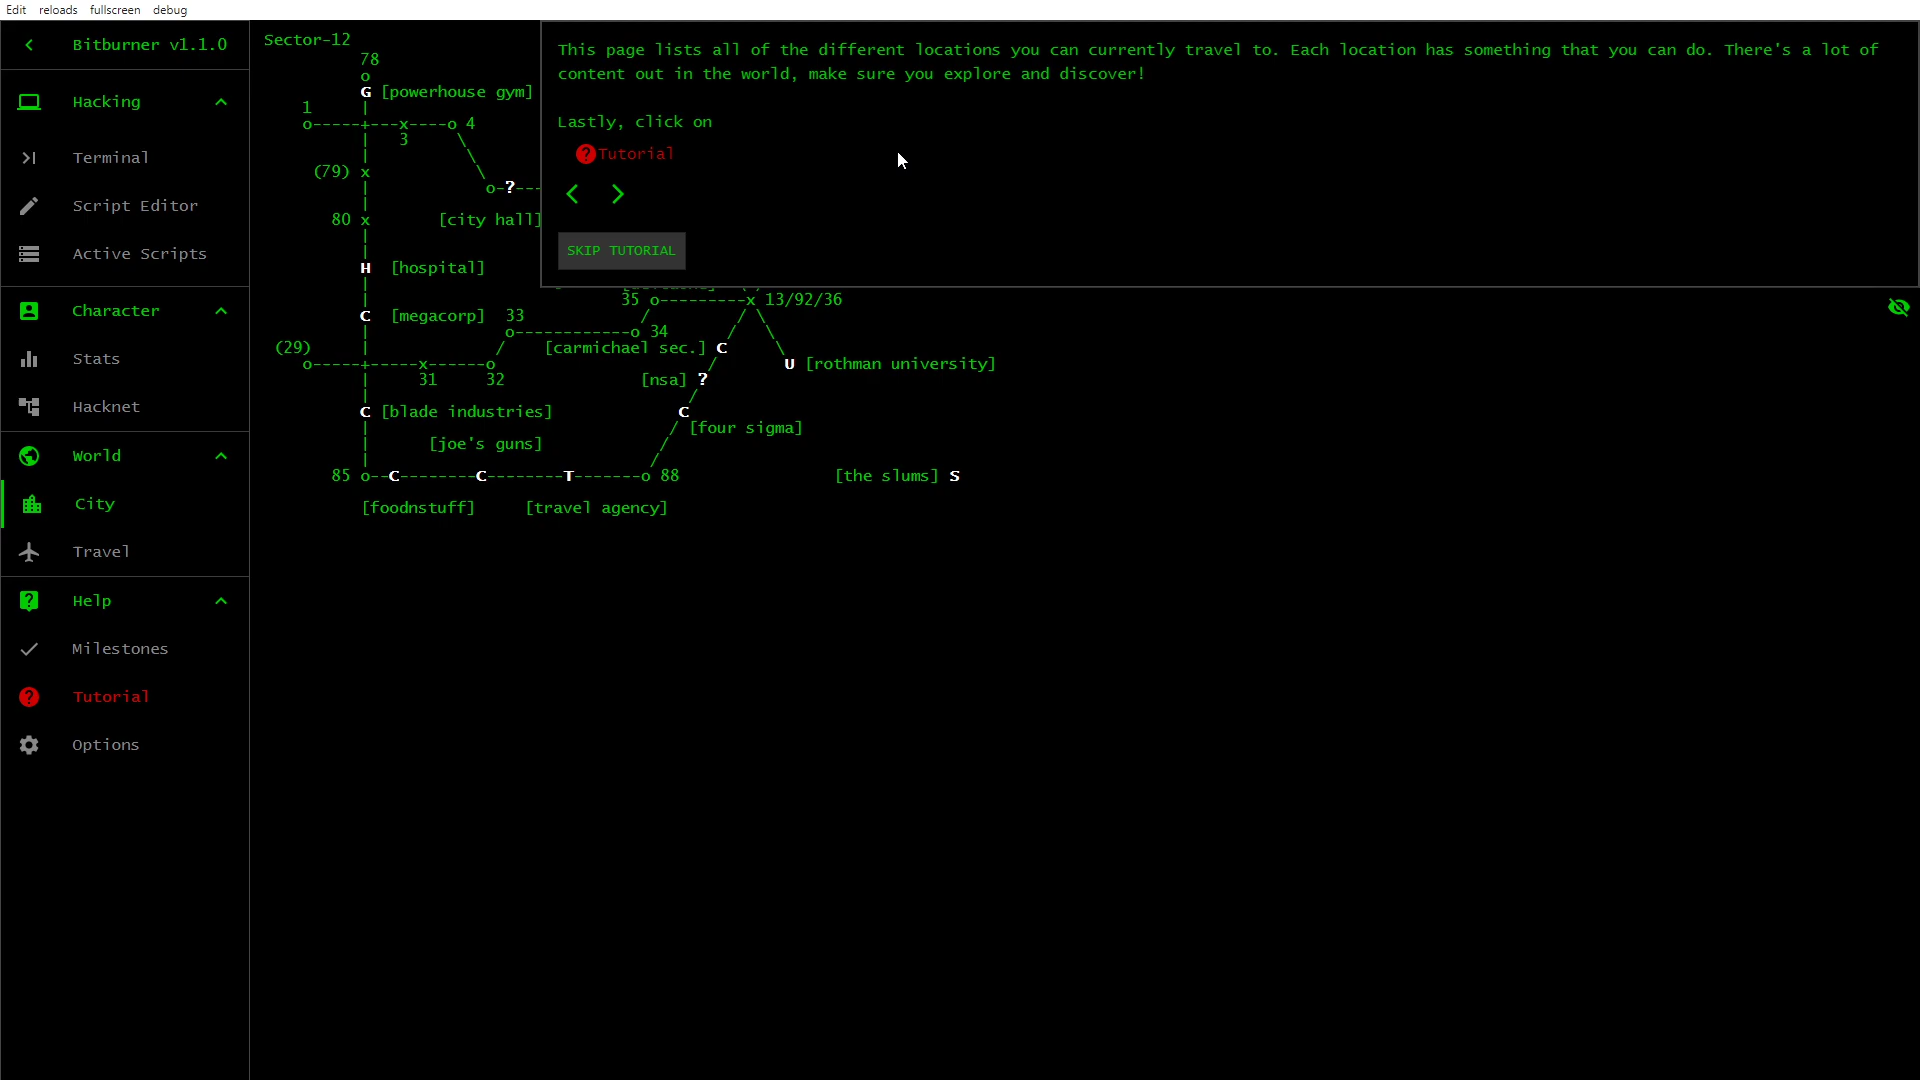 Edit reloads fullscreen debug
Bitburner v1.1.0
Hacking
Terminal
Script Editor
Active Scripts
Character
Stats
Hacknet
World
City
Travel
Help
Milestones
Tutorial
Options
Sector-12
78
o
G [powerhouse gym]
1
o-----+---x----o 4
3
(79) x
o-?---
80 x
[city hall]
H [hospital]
35 o---------x 13/92/36
C [megacorp] 33
o------------o 34
(29)
[carmichael sec.] C
o-----+-----x------o
U [rothman university]
31 32
[nsa] ?
C [blade industries]
C
[four sigma]
[joe's guns]
85 o--C--------C--------T-------o 88
[the slums] S
[foodnstuff] [travel agency]
This page lists all of the different locations you can currently travel to. Each location has something that you can do. There's a lot of
content out in the world, make sure you explore and discover!
Lastly, click on
Tutorial
SKIP TUTORIAL